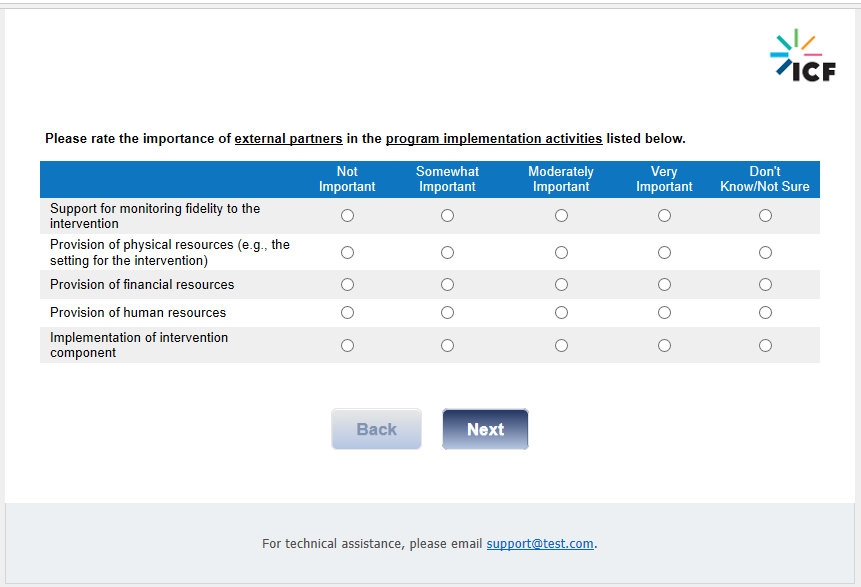 ICF
Please rate the importance of external partners in the program implementation activities listed below.
Not Important
Somewhat Important
Moderately Important
Very Important
Don't Know/Not Sure
Support for monitoring fidelity to the
intervention
Provision of physical resources (e.g., the
setting for the intervention)
Provision of financial resources
Provision of human resources
Implementation of intervention
component
Back
Next
For technical assistance, please email support@test.com.